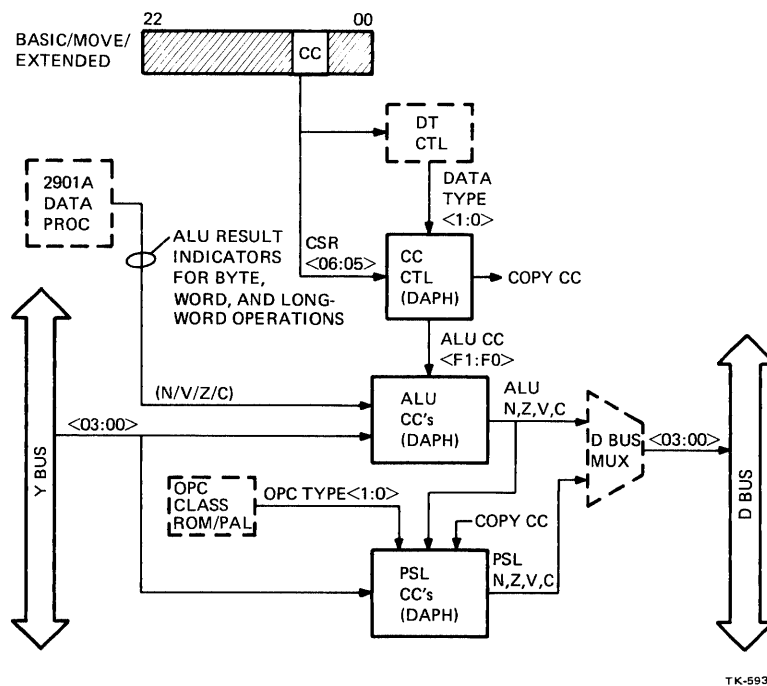 22 00
BASIC/MOVE/
EXTENDED
CC
DT
CTL
2901A
DATA
PROC
DATA
TYPE
<1:0>
ALU RESULT
INDICATORS
FOR BYTE,
WORD, AND LONG-
WORD OPERATIONS
CSR
<06:05>
CC
CTL
(DAPH)
COPY CC
ALU CC
<F1:F0>
(N/V/Z/C)
ALU
CC's
(DAPH)
ALU
N,Z,V,C
<03:00>
D BUS
MUX
<03:00>
Y BUS
D BUS
OPC
CLASS
ROM/PAL
OPC TYPE<1:0>
COPY CC
PSL
CC's
(DAPH)
PSL
N,Z,V,C
TK-593